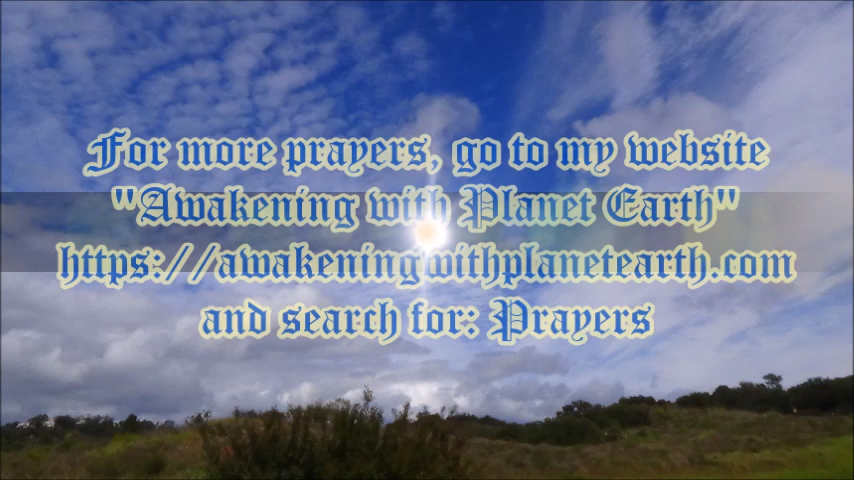 For more prayers, go to my website
"Awakening with Planet Earth"
https://awakeningwithplanetearth.com
and search for: Prayers